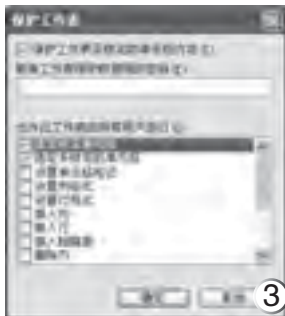 保护工作表
保护工作表及锁定的单元格内容(C)
取消工作表保护时使用的密码(P):
允许此工作表的所有用户进行(O):
选定锁定单元格
选定未锁定的单元格
设置单元格格式
设置列格式
设置行格式
插入列
插入行
插入超链接
删除列
确定
取消
3